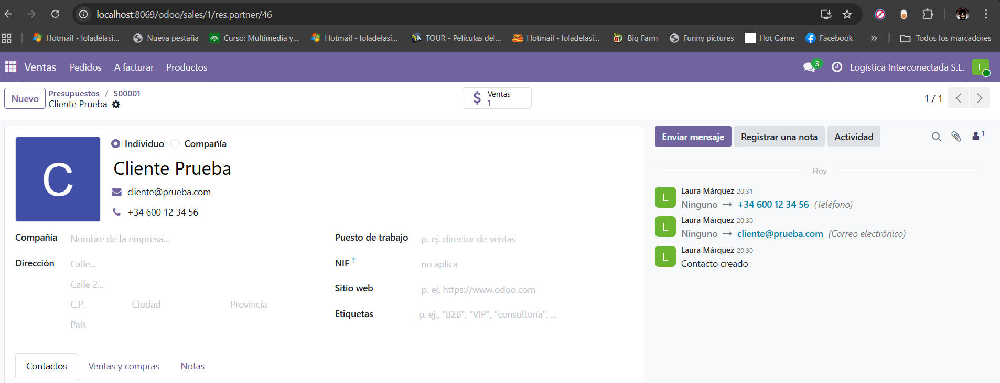 localhost:8069/odoo/sales/1/res.partner/46
Hotmail - loladelasi... Nueva pestaña Curso: Multimedia y... Hotmail - loladelasi... TOUR - Películas del... Hotmail - loladelasi... Big Farm Funny pictures Hot Game Facebook » Todos los marcadores
Ventas Pedidos A facturar Productos 3 Logística Interconectada S.L. L
Nuevo Presupuestos / S00001
Cliente Prueba
$ Ventas
1
1 / 1
C
Individuo Compañía
Cliente Prueba
cliente@prueba.com
+34 600 12 34 56
Compañía Nombre de la empresa...
Dirección Calle...
Calle 2...
C.P. Ciudad Provincia
País
Puesto de trabajo p. ej. director de ventas
NIF ? no aplica
Sitio web p. ej. https://www.odoo.com
Etiquetas p. ej., "B2B", "VIP", "consultoría", ...
Contactos Ventas y compras Notas
Enviar mensaje Registrar una nota Actividad 1
Hoy
L Laura Márquez 20:31
Ninguno → +34 600 12 34 56 (Teléfono)
L Laura Márquez 20:30
Ninguno → cliente@prueba.com (Correo electrónico)
L Laura Márquez 20:30
Contacto creado